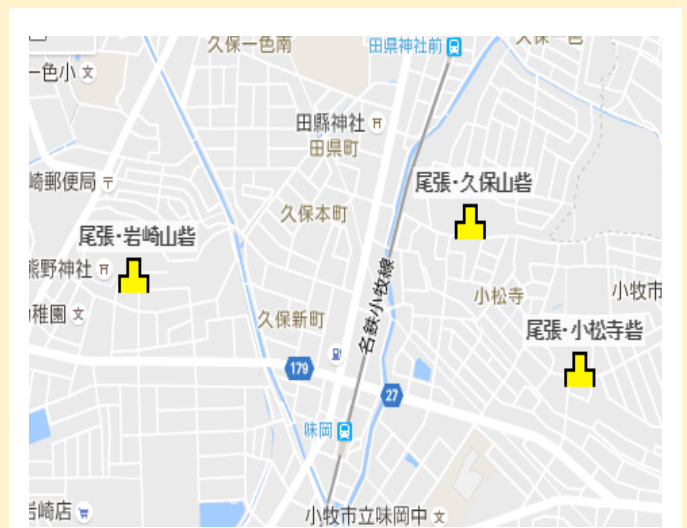 久保一色南
田県神社前
久保一色
一色小
田縣神社
田県町
崎郵便局
尾張・久保山砦
久保本町
尾張・岩崎山砦
熊野神社
名鉄小牧線
小松寺
小牧市
稚園
久保新町
尾張・小松寺砦
179
27
味岡
岩崎店
小牧市立味岡中